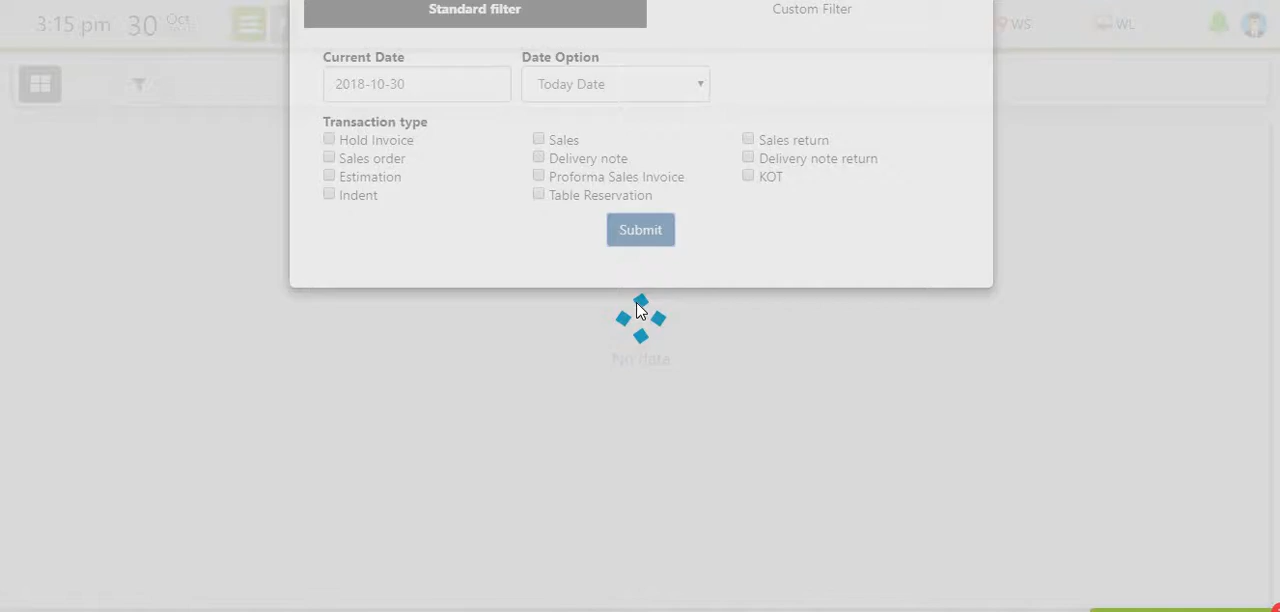 Standard filter
Custom Filter
3:15 pm 30 Oct
WS
WL
Current Date
Date Option
2018-10-30
Today Date
Transaction type
Hold Invoice
Sales
Sales return
Sales order
Delivery note
Delivery note return
Estimation
Proforma Sales Invoice
KOT
Indent
Table Reservation
Submit
No data